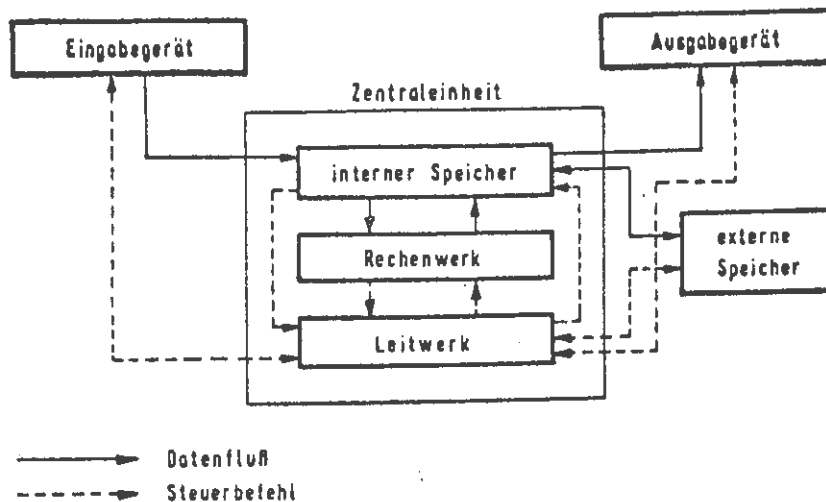 Eingabegerät
Ausgabegerät
Zentraleinheit
interner Speicher
Rechenwerk
externe
Speicher
Leitwerk
Datenfluß
Steuerbefehl